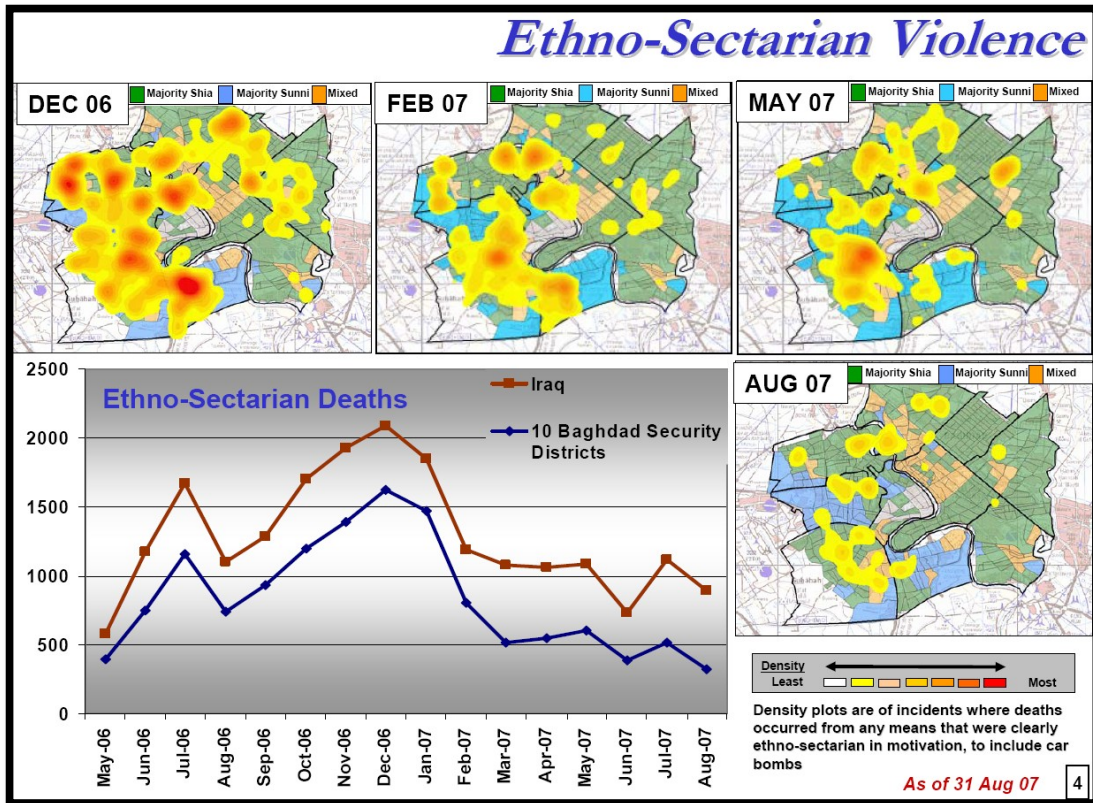 Ethno-Sectarian Violence
DEC 06
Majority Shia Majority Sunni Mixed
FEB 07
Majority Shia Majority Sunni Mixed
MAY 07
Majority Shia Majority Sunni Mixed
AUG 07
Majority Shia Majority Sunni Mixed
Ethno-Sectarian Deaths
Iraq
10 Baghdad Security
Districts
2500
2000
1500
1000
500
0
May-06
Jun-06
Jul-06
Aug-06
Sep-06
Oct-06
Nov-06
Dec-06
Jan-07
Feb-07
Mar-07
Apr-07
May-07
Jun-07
Jul-07
Aug-07
Density
Least Most
Density plots are of incidents where deaths
occurred from any means that were clearly
ethno-sectarian in motivation, to include car
bombs
As of 31 Aug 07
4